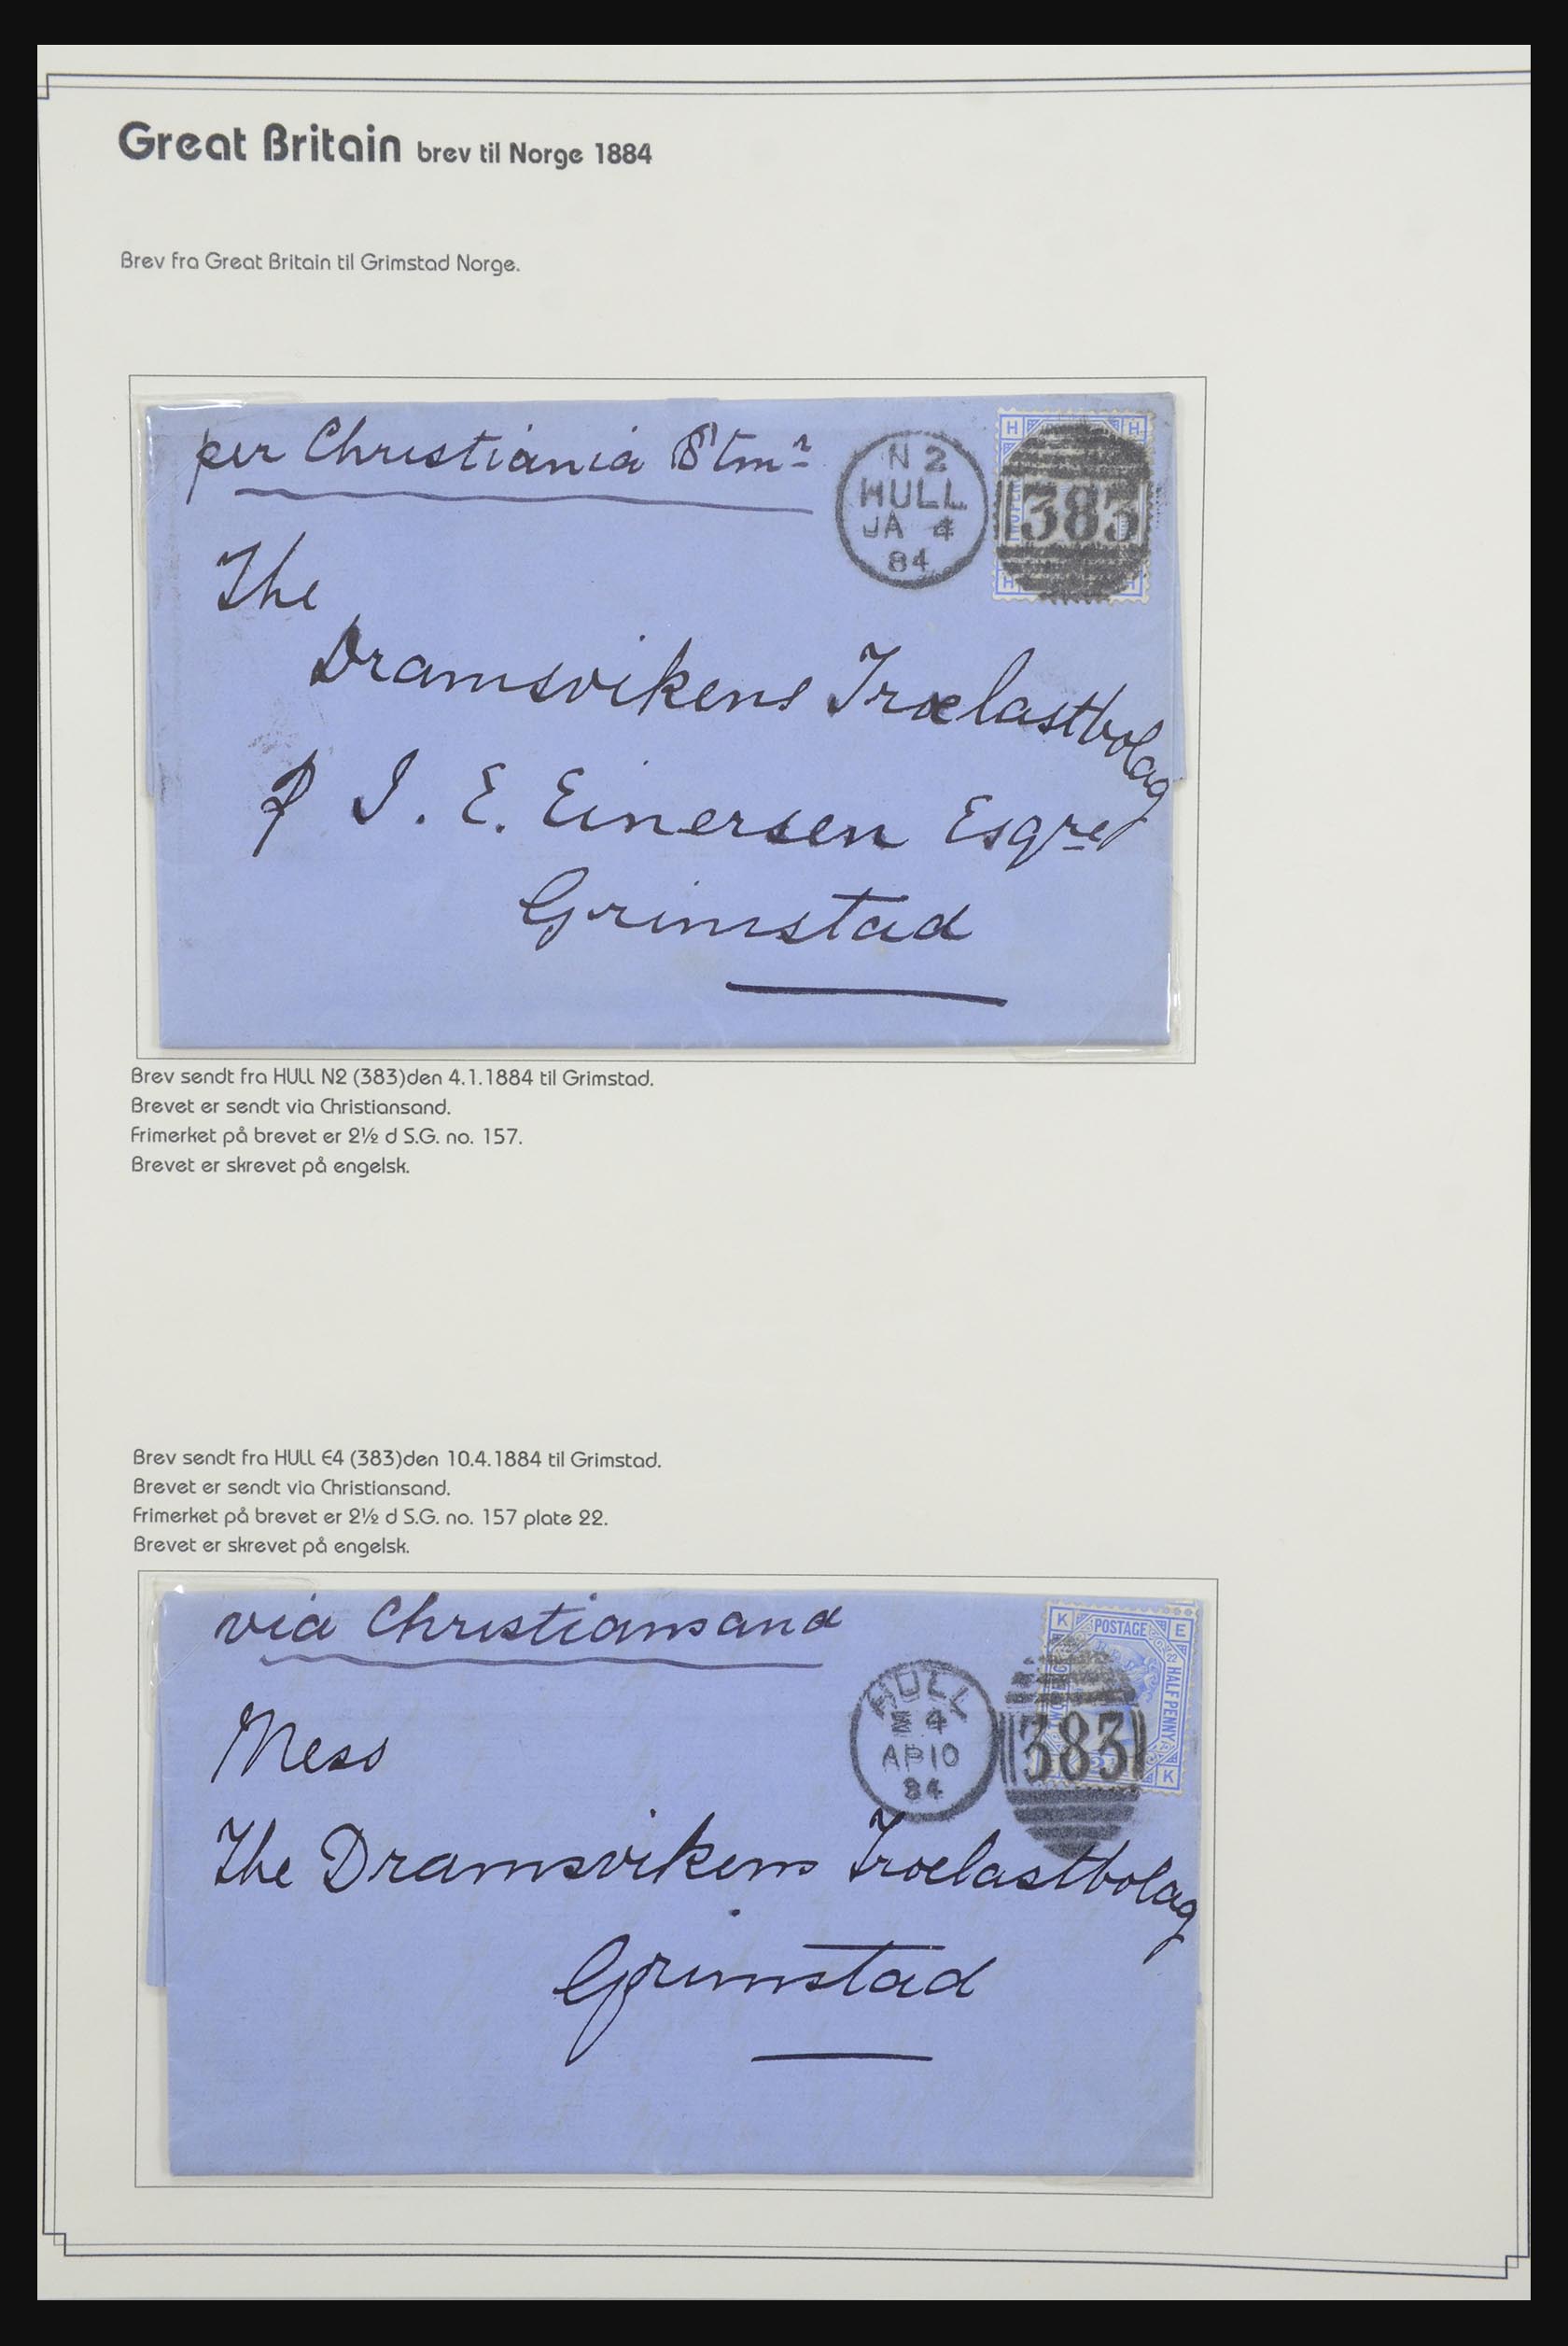 Great Britain brev til Norge 1884
Brev fra Great Britain til Grimstad Norge.
per Christiania Stmr
N 2
HULL
JA 4
84
H H
383
H H
The
Dramsvikens Troelastbolag
p J. E. Einersen Esqre
Grimstad
Brev sendt fra HULL N2 (383)den 4.1.1884 til Grimstad.
Brevet er sendt via Christiansand.
Frimerket på brevet er 2½ d S.G. no. 157.
Brevet er skrevet på engelsk.
Brev sendt fra HULL E4 (383)den 10.4.1884 til Grimstad.
Brevet er sendt via Christiansand.
Frimerket på brevet er 2½ d S.G. no. 157 plate 22.
Brevet er skrevet på engelsk.
via Christiansand
K POSTAGE E
HALF PENNY
K
HULL
4
AP 10
84
383
Mess
The Dramsvikens Troelastbolag
Grimstad